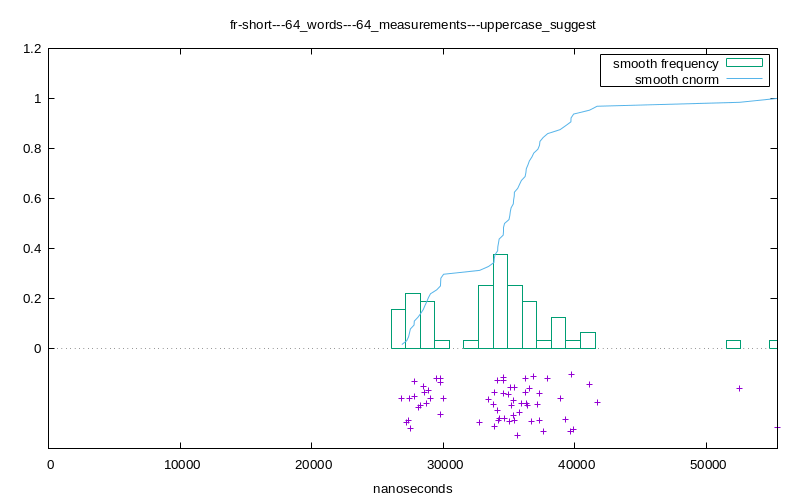 fr-short---64_words---64_measurements---uppercase_suggest
smooth frequency
smooth cnorm
1.2
1
0.8
0.6
0.4
0.2
0
0 10000 20000 30000 40000 50000
nanoseconds